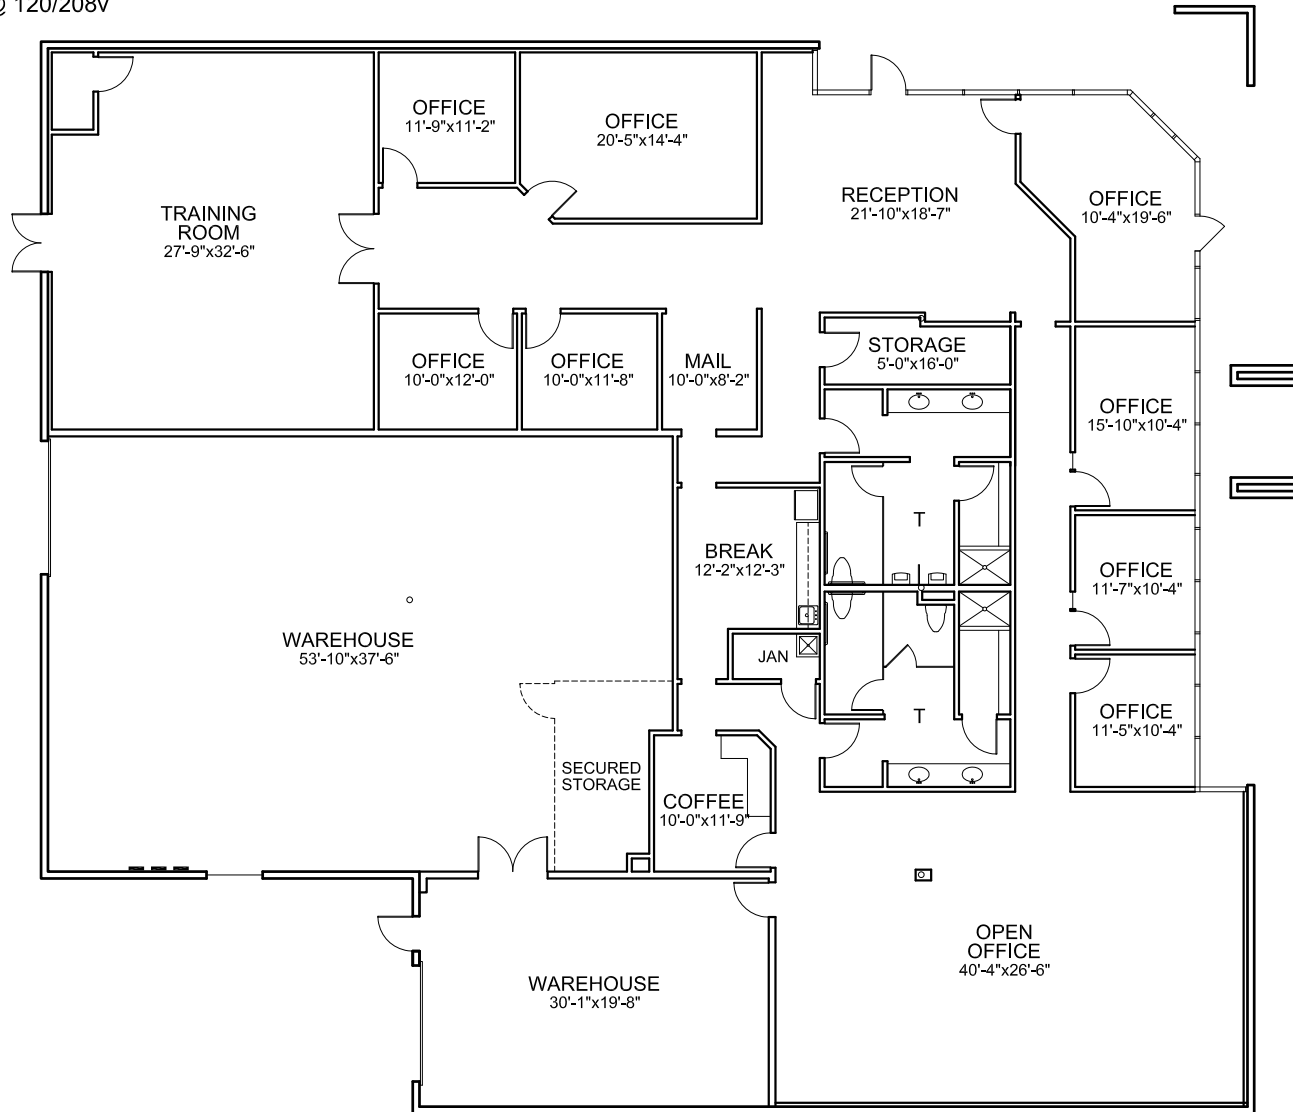 @ 120/208V
OFFICE
11'-9"x11'-2"
OFFICE
20'-5"x14'-4"
TRAINING
ROOM
27'-9"x32'-6"
RECEPTION
21'-10"x18'-7"
OFFICE
10'-4"x19'-6"
OFFICE
10'-0"x12'-0"
OFFICE
10'-0"x11'-8"
MAIL
10'-0"x8'-2"
STORAGE
5'-0"x16'-0"
OFFICE
15'-10"x10'-4"
T
BREAK
12'-2"x12'-3"
OFFICE
11'-7"x10'-4"
WAREHOUSE
53'-10"x37'-6"
JAN
T
OFFICE
11'-5"x10'-4"
SECURED
STORAGE
COFFEE
10'-0"x11'-9"
OPEN
OFFICE
40'-4"x26'-6"
WAREHOUSE
30'-1"x19'-8"